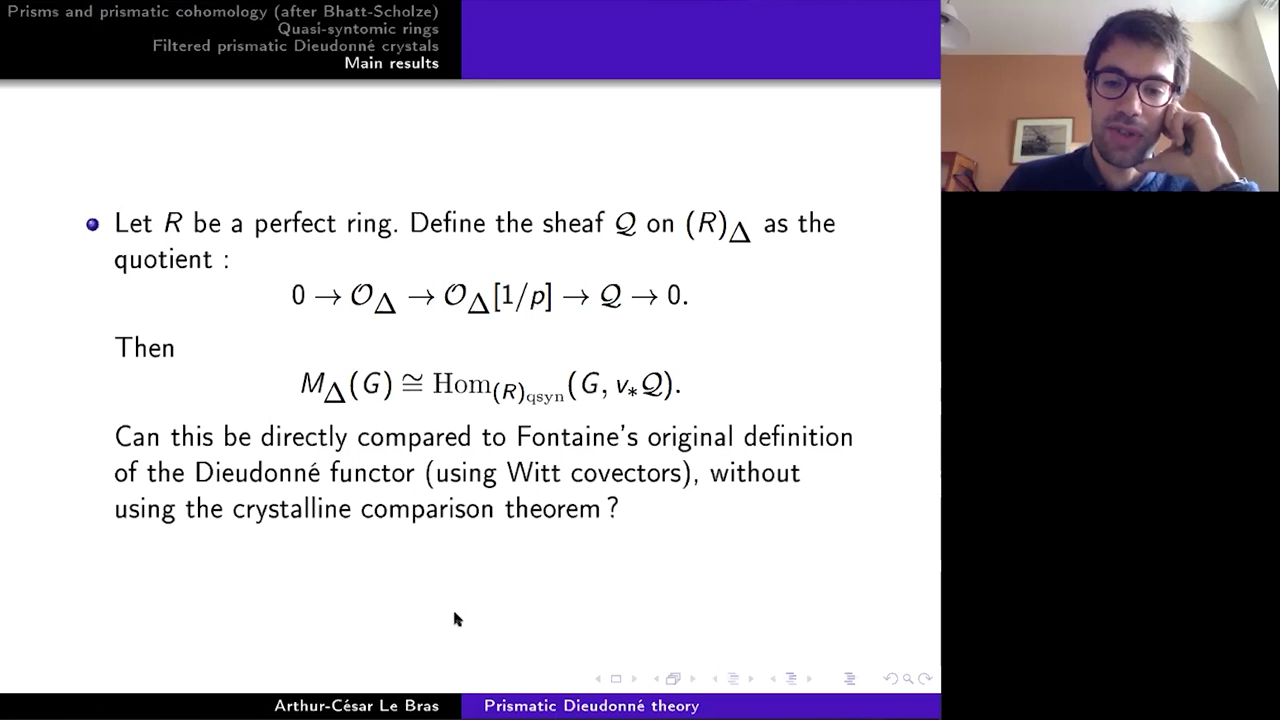 Prisms and prismatic cohomology (after Bhatt-Scholze)
Quasi-syntomic rings
Filtered prismatic Dieudonné crystals
Main results
Let R be a perfect ring. Define the sheaf 𝒬 on (R)_Δ as the
quotient :
0 → 𝒪_Δ → 𝒪_Δ[1/p] → 𝒬 → 0.
Then
M_Δ(G) ≅ Hom_{(R)_qsyn}(G, v_*𝒬).
Can this be directly compared to Fontaine's original definition
of the Dieudonné functor (using Witt covectors), without
using the crystalline comparison theorem ?
Arthur-César Le Bras Prismatic Dieudonné theory